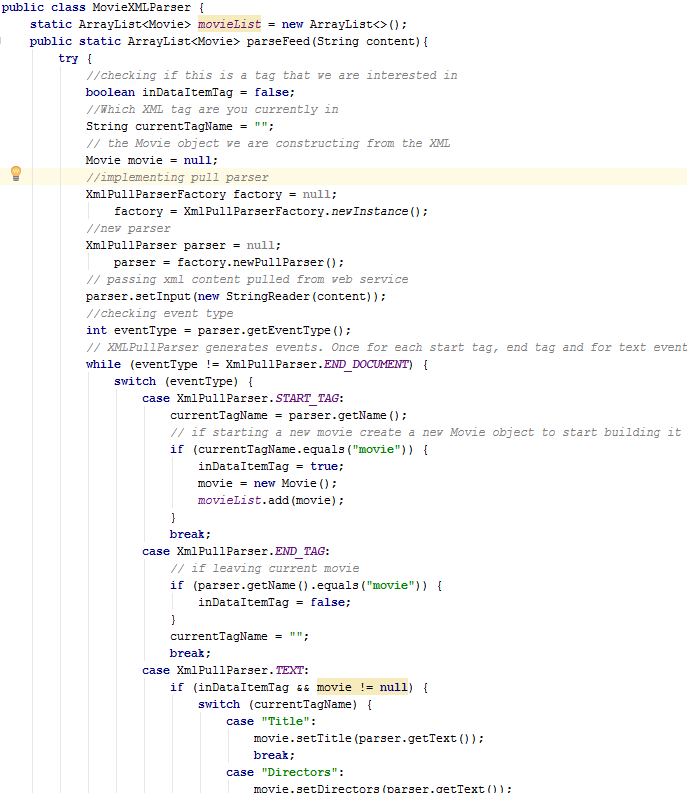 public class MovieXMLParser {
    static ArrayList<Movie> movieList = new ArrayList<>();
    public static ArrayList<Movie> parseFeed(String content){
        try {
            //checking if this is a tag that we are interested in
            boolean inDataItemTag = false;
            //Which XML tag are you currently in
            String currentTagName = "";
            // the Movie object we are constructing from the XML
            Movie movie = null;
            //implementing pull parser
            XmlPullParserFactory factory = null;
                factory = XmlPullParserFactory.newInstance();
            //new parser
            XmlPullParser parser = null;
                parser = factory.newPullParser();
            // passing xml content pulled from web service
            parser.setInput(new StringReader(content));
            //checking event type
            int eventType = parser.getEventType();
            // XMLPullParser generates events. Once for each start tag, end tag and for text event
            while (eventType != XmlPullParser.END_DOCUMENT) {
                switch (eventType) {
                    case XmlPullParser.START_TAG:
                        currentTagName = parser.getName();
                        // if starting a new movie create a new Movie object to start building it
                        if (currentTagName.equals("movie")) {
                            inDataItemTag = true;
                            movie = new Movie();
                            movieList.add(movie);
                        }
                        break;
                    case XmlPullParser.END_TAG:
                        // if leaving current movie
                        if (parser.getName().equals("movie")) {
                            inDataItemTag = false;
                        }
                        currentTagName = "";
                        break;
                    case XmlPullParser.TEXT:
                        if (inDataItemTag && movie != null) {
                            switch (currentTagName) {
                                case "Title":
                                    movie.setTitle(parser.getText());
                                    break;
                                case "Directors":
                                    movie.setDirectors(parser.getText());